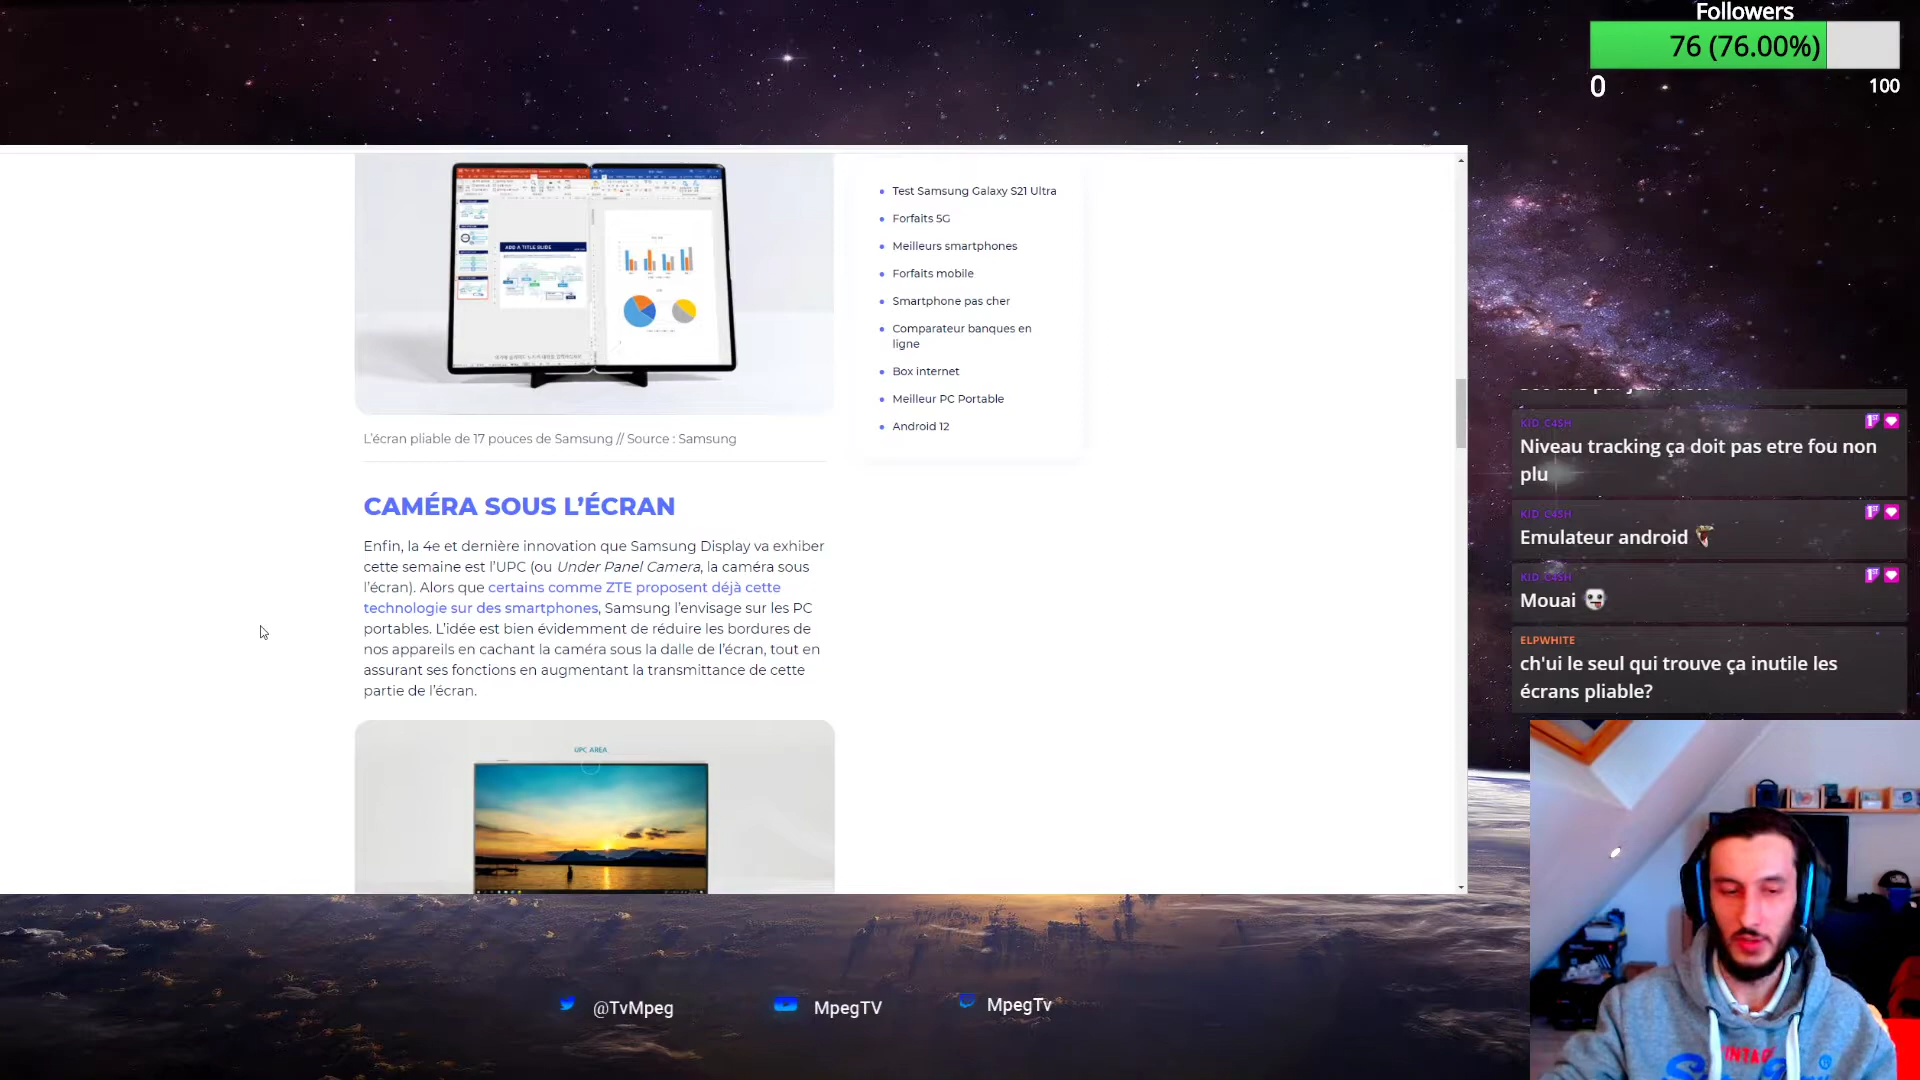 Followers
76 (76.00%)
0
100
ADD A TITLE SLIDE
L'écran pliable de 17 pouces de Samsung // Source : Samsung
CAMÉRA SOUS L'ÉCRAN
Enfin, la 4e et dernière innovation que Samsung Display va exhiber
cette semaine est l'UPC (ou Under Panel Camera, la caméra sous
l'écran). Alors que certains comme ZTE proposent déjà cette
technologie sur des smartphones, Samsung l'envisage sur les PC
portables. L'idée est bien évidemment de réduire les bordures de
nos appareils en cachant la caméra sous la dalle de l'écran, tout en
assurant ses fonctions en augmentant la transmittance de cette
partie de l'écran.
UPC AREA
Test Samsung Galaxy S21 Ultra
Forfaits 5G
Meilleurs smartphones
Forfaits mobile
Smartphone pas cher
Comparateur banques en
ligne
Box internet
Meilleur PC Portable
Android 12
KID_C4SH
Niveau tracking ça doit pas etre fou non
plu
KID_C4SH
Emulateur android
KID_C4SH
Mouai
ELPWHITE
ch'ui le seul qui trouve ça inutile les
écrans pliable?
@TvMpeg
MpegTV
MpegTv